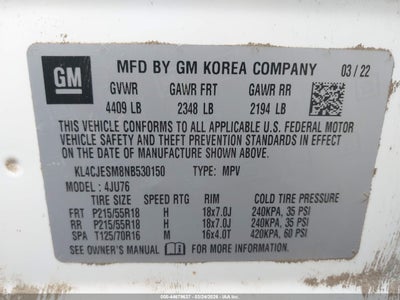 GM
MFD BY GM KOREA COMPANY 03/22
GVWR GAWR FRT GAWR RR
4409 LB 2348 LB 2194 LB
THIS VEHICLE CONFORMS TO ALL APPLICABLE U.S. FEDERAL MOTOR
VEHICLE SAFETY, BUMPER, AND THEFT PREVENTION STANDARDS IN
EFFECT ON THE DATE OF MANUFACTURE SHOWN ABOVE.
KL4CJESM8NB530150 TYPE: MPV
MODEL: 4JU76
TIRE SIZE SPEED RTG RIM COLD TIRE PRESSURE
FRT P215/55R18 H 18x7.0J 240KPA, 35 PSI
RR P215/55R18 H 18x7.0J 240KPA, 35 PSI
SPA T125/70R16 M 16x4.0T 420KPA, 60 PSI
SEE OWNER'S MANUAL FOR ADDITIONAL INFORMATION.